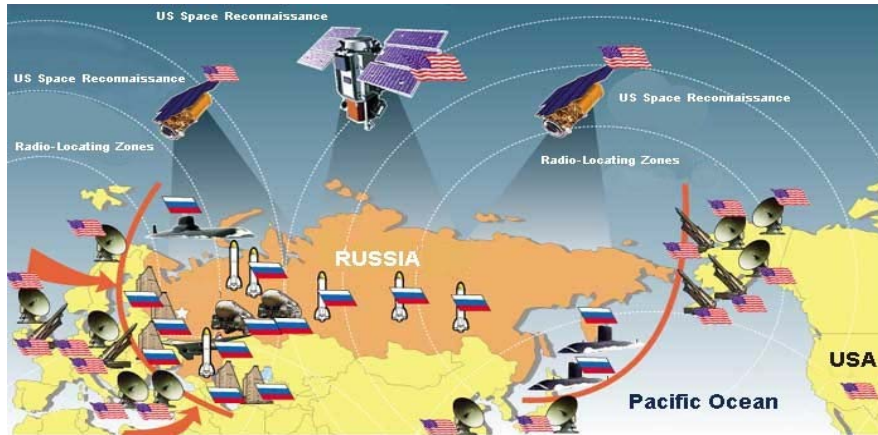 US Space Reconnaissance
US Space Reconnaissance
US Space Reconnaissance
Radio-Locating Zones
Radio-Locating Zones
RUSSIA
USA
Pacific Ocean